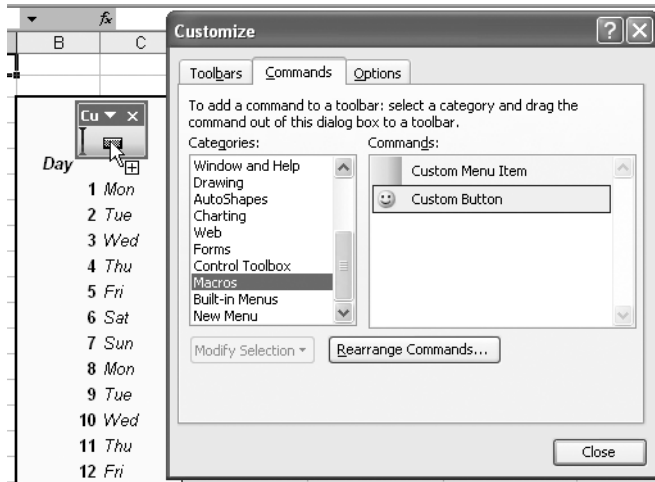 fx
B C
Customize
Toolbars Commands Options
To add a command to a toolbar: select a category and drag the
command out of this dialog box to a toolbar.
Categories: Commands:
Window and Help
Drawing
AutoShapes
Charting
Web
Forms
Control Toolbox
Macros
Built-in Menus
New Menu
Custom Menu Item
Custom Button
Modify Selection
Rearrange Commands...
Close
Cu
Day
1 Mon
2 Tue
3 Wed
4 Thu
5 Fri
6 Sat
7 Sun
8 Mon
9 Tue
10 Wed
11 Thu
12 Fri